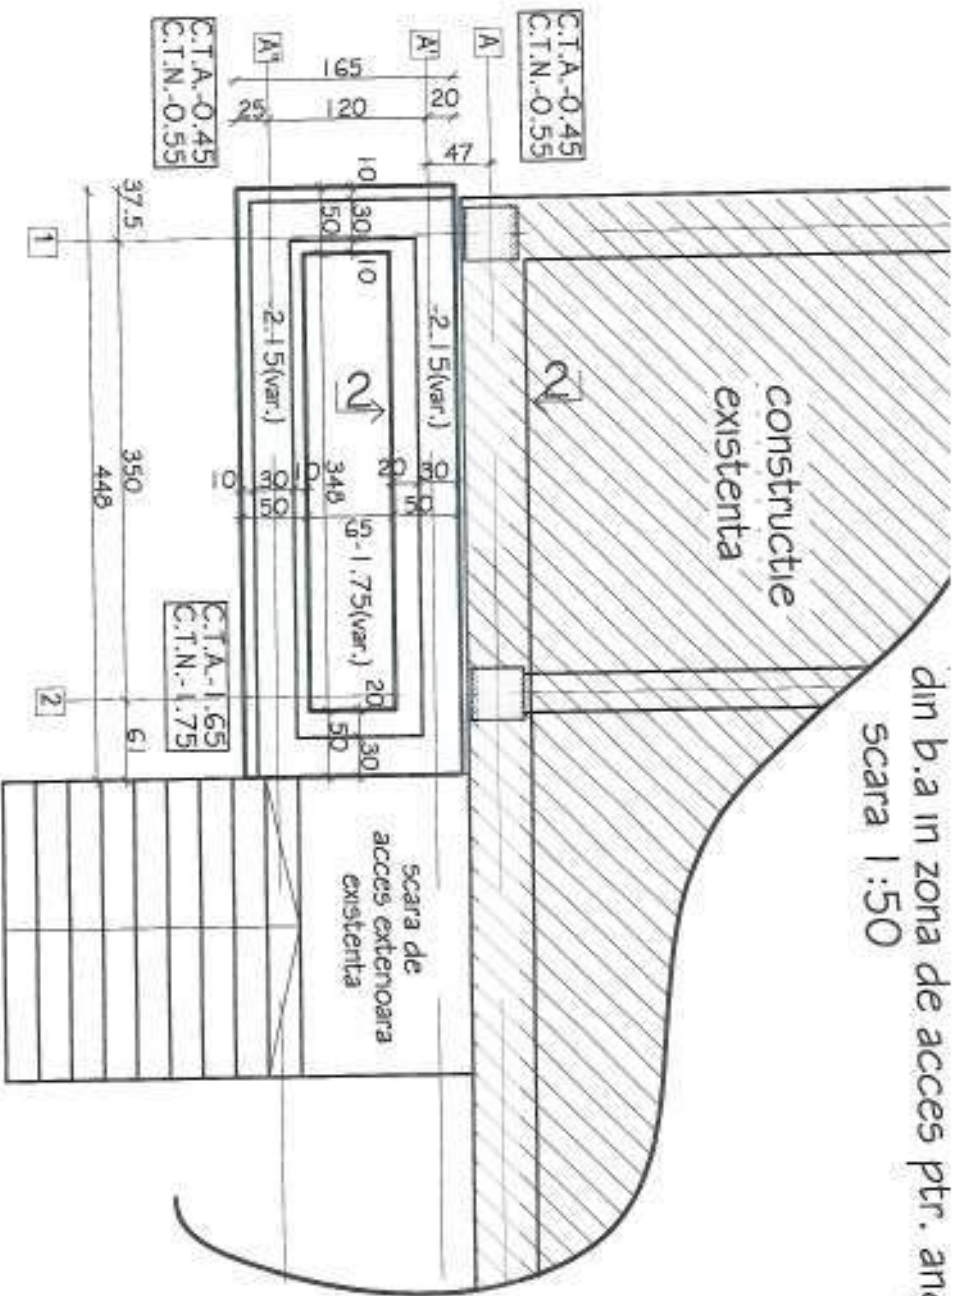 din b.a in zona de acces ptr.
scara 1:50
constructie
existenta
C.T.A.-0.45
C.T.N.-0.55
A
A'
A"
47
20
165
120
25
C.T.A.-0.45
C.T.N.-0.55
10
30
10
50
-2.15(var.)
2
2
-2.15(var.)
348
20
30
50
10
30
50
10
65
-1.75(var.)
20
50
30
37.5
350
61
448
1
2
C.T.A.-1.65
C.T.N.-1.75
scara de
acces exterioara
existenta